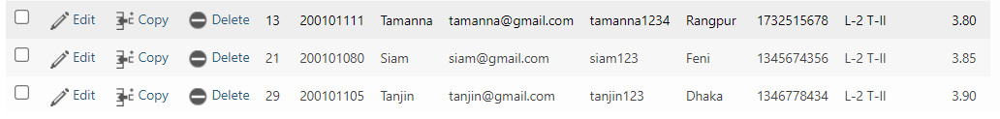 Edit Copy Delete 13 200101111 Tamanna tamanna@gmail.com tamanna1234 Rangpur 1732515678 L-2 T-II 3.80
Edit Copy Delete 21 200101080 Siam siam@gmail.com siam123 Feni 1345674356 L-2 T-II 3.85
Edit Copy Delete 29 200101105 Tanjin tanjin@gmail.com tanjin123 Dhaka 1346778434 L-2 T-II 3.90